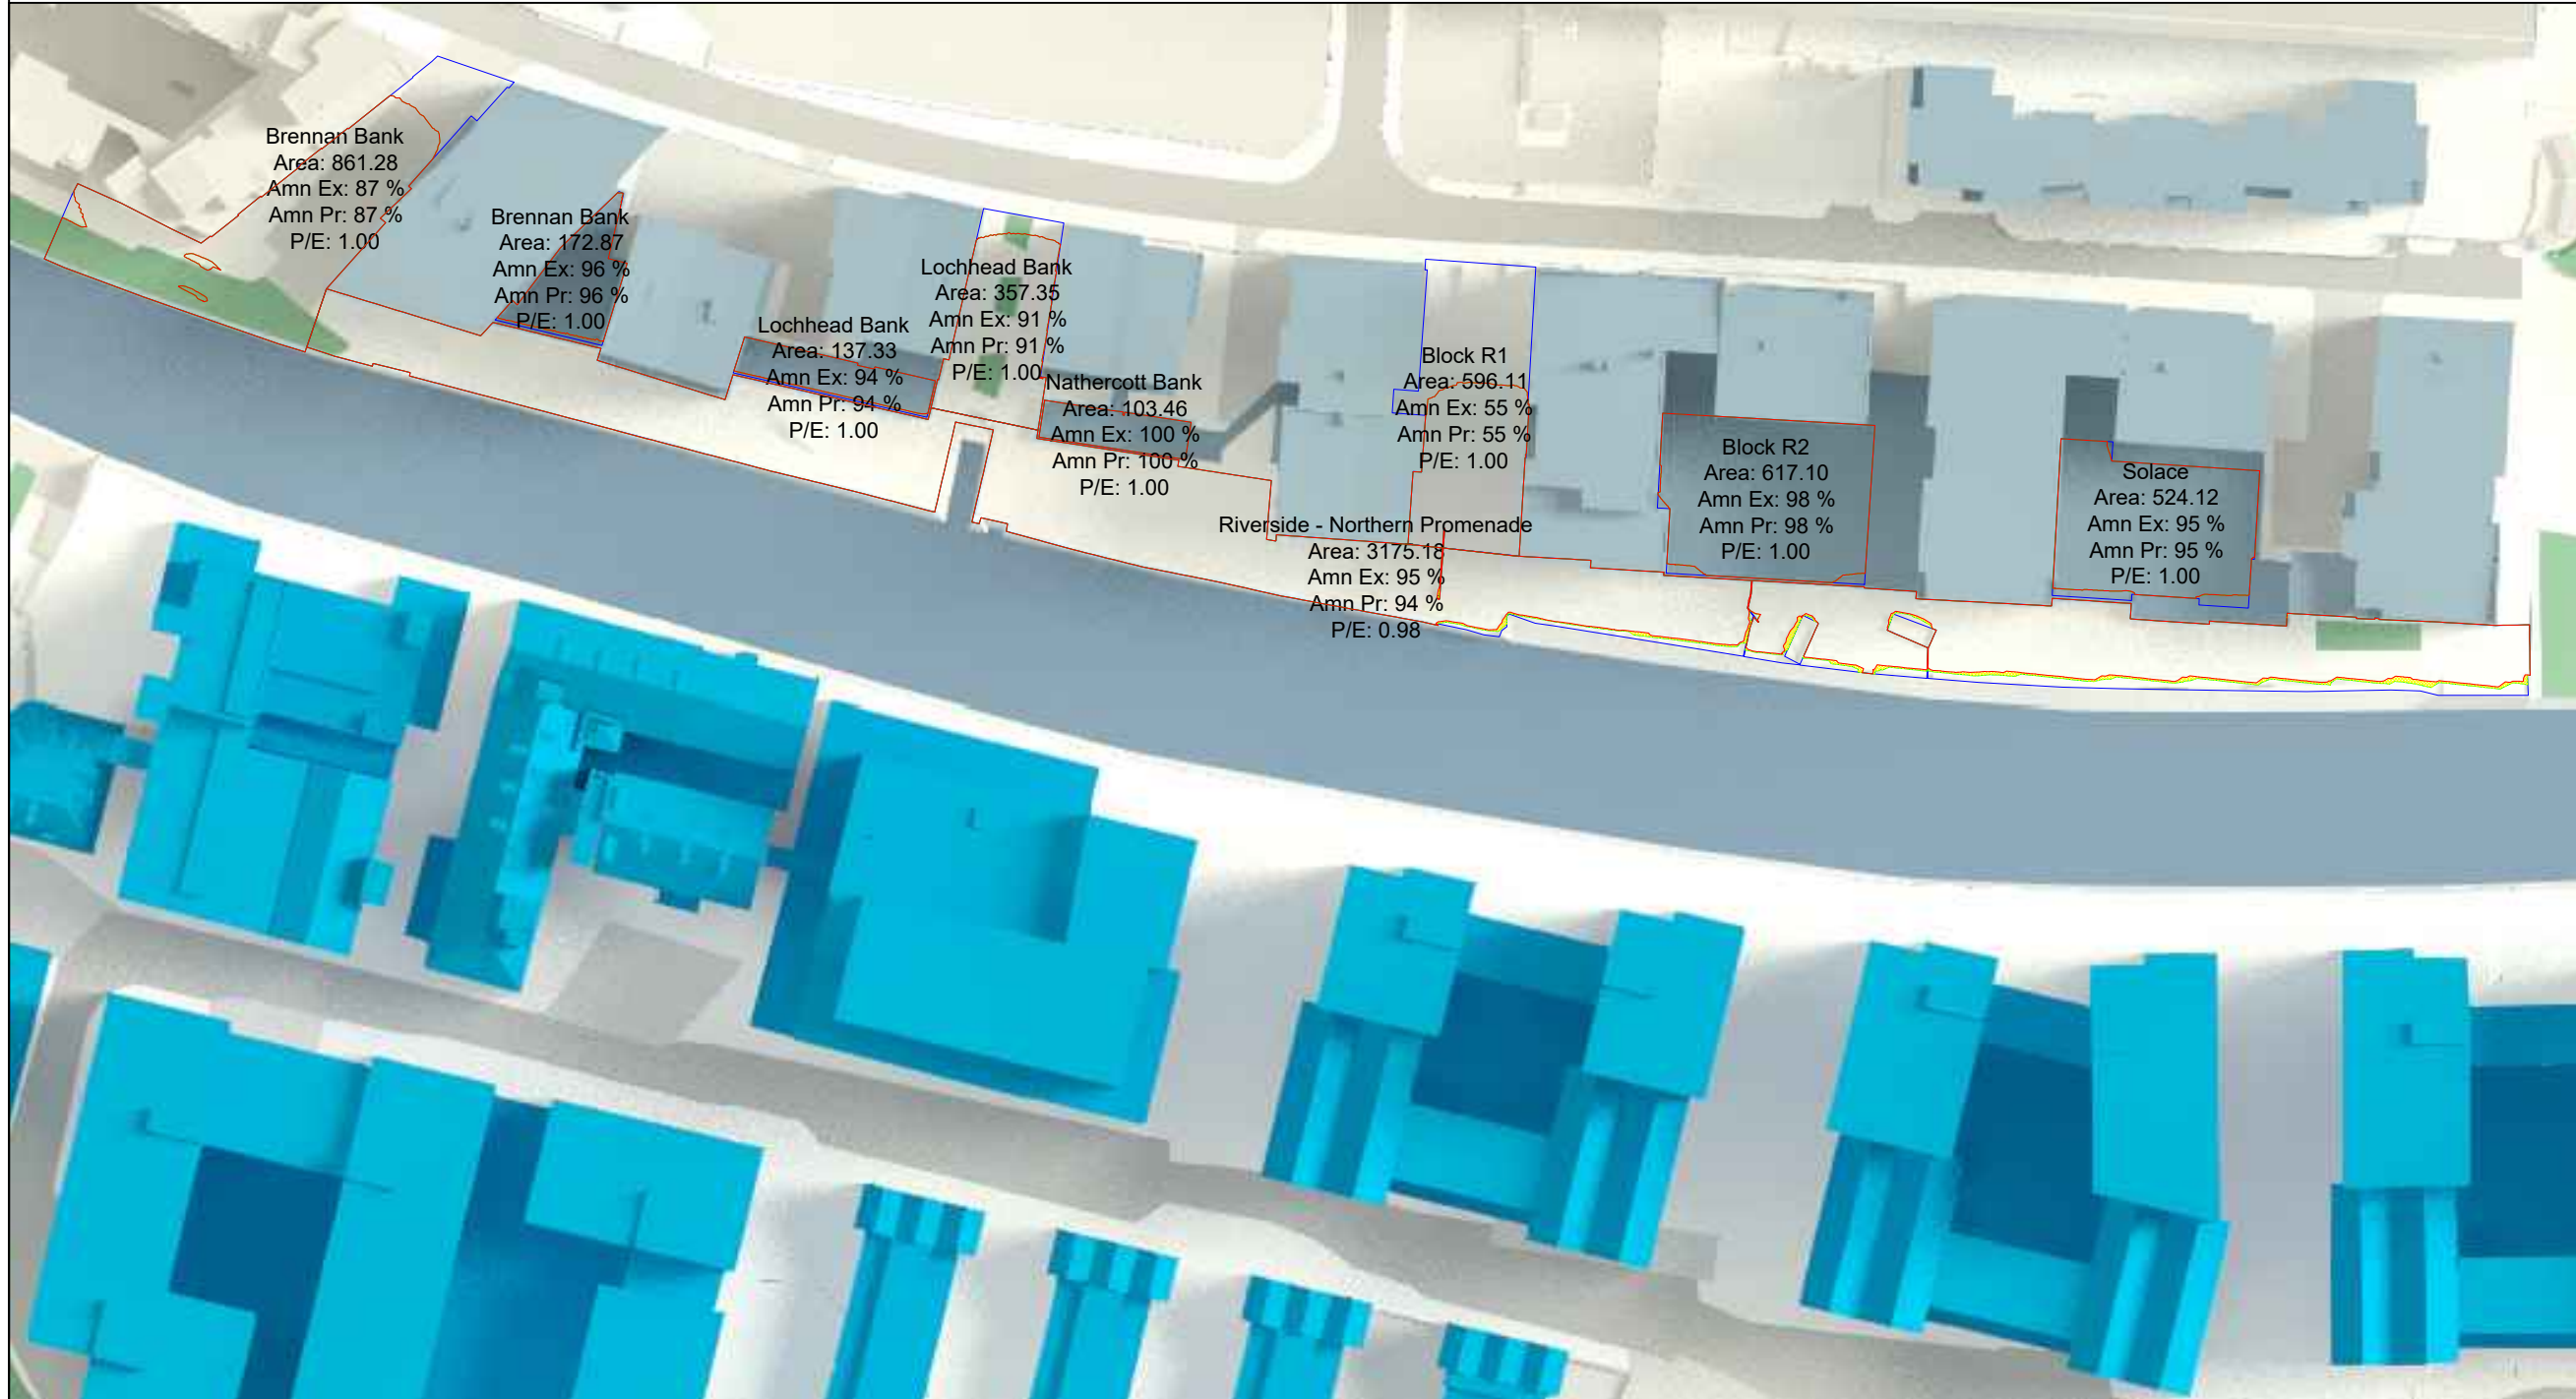 Brennan Bank
Area: 861.28
Amn Ex: 87 %
Amn Pr: 87 %
P/E: 1.00
Brennan Bank
Area: 172.87
Amn Ex: 96 %
Amn Pr: 96 %
P/E: 1.00
Lochhead Bank
Area: 137.33
Amn Ex: 94 %
Amn Pr: 94 %
P/E: 1.00
Lochhead Bank
Area: 357.35
Amn Ex: 91 %
Amn Pr: 91 %
P/E: 1.00
Nathercott Bank
Area: 103.46
Amn Ex: 100 %
Amn Pr: 100 %
P/E: 1.00
Block R1
Area: 596.11
Amn Ex: 55 %
Amn Pr: 55 %
P/E: 1.00
Riverside - Northern Promenade
Area: 3175.18
Amn Ex: 95 %
Amn Pr: 94 %
P/E: 0.98
Block R2
Area: 617.10
Amn Ex: 98 %
Amn Pr: 98 %
P/E: 1.00
Solace
Area: 524.12
Amn Ex: 95 %
Amn Pr: 95 %
P/E: 1.00